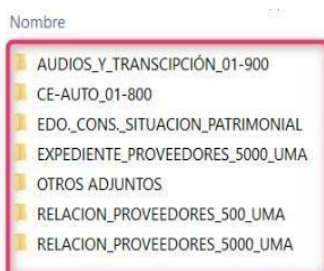 Nombre
AUDIOS_Y_TRANSCIPCIÓN_01-900
CE-AUTO_01-800
EDO._CONS._SITUACION_PATRIMONIAL
EXPEDIENTE_PROVEEDORES_5000_UMA
OTROS ADJUNTOS
RELACION_PROVEEDORES_500_UMA
RELACION_PROVEEDORES_5000_UMA